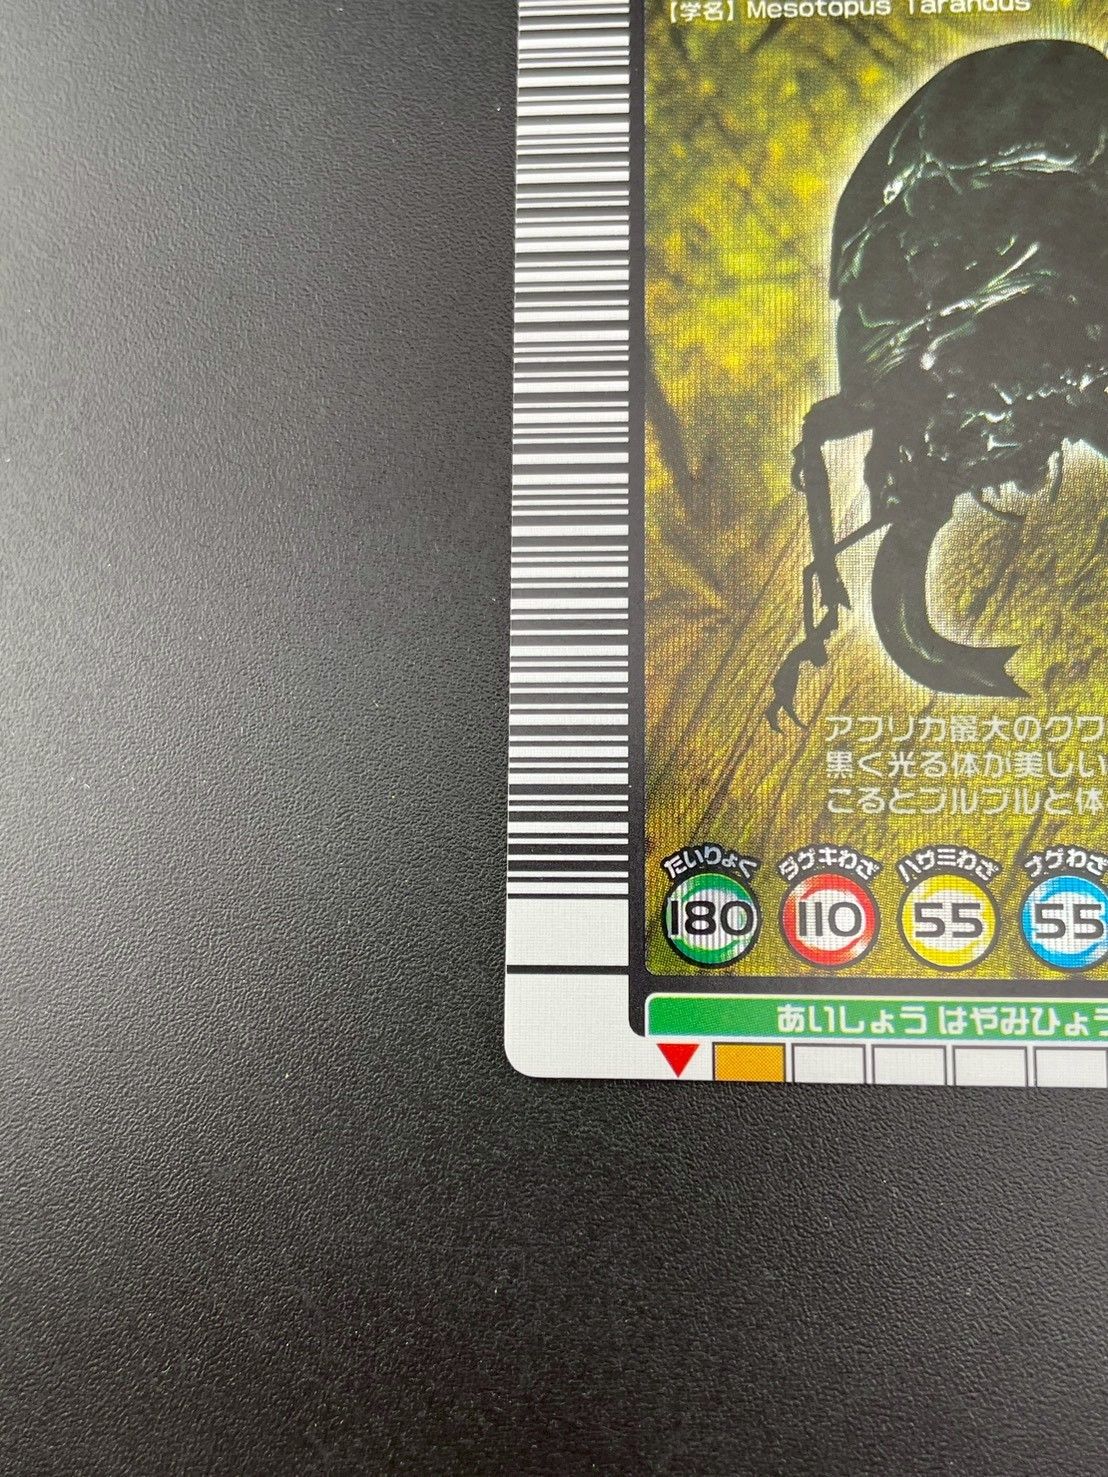 【学名】Mesotopus Tarandus
アフリカ最大のクワ
黒く光る体が美しい
こるとブルブルと体
たいりょく ダゲキわざ ハサミわざ ナゲわざ
180 110 55 55
あいしょう はやみひょう